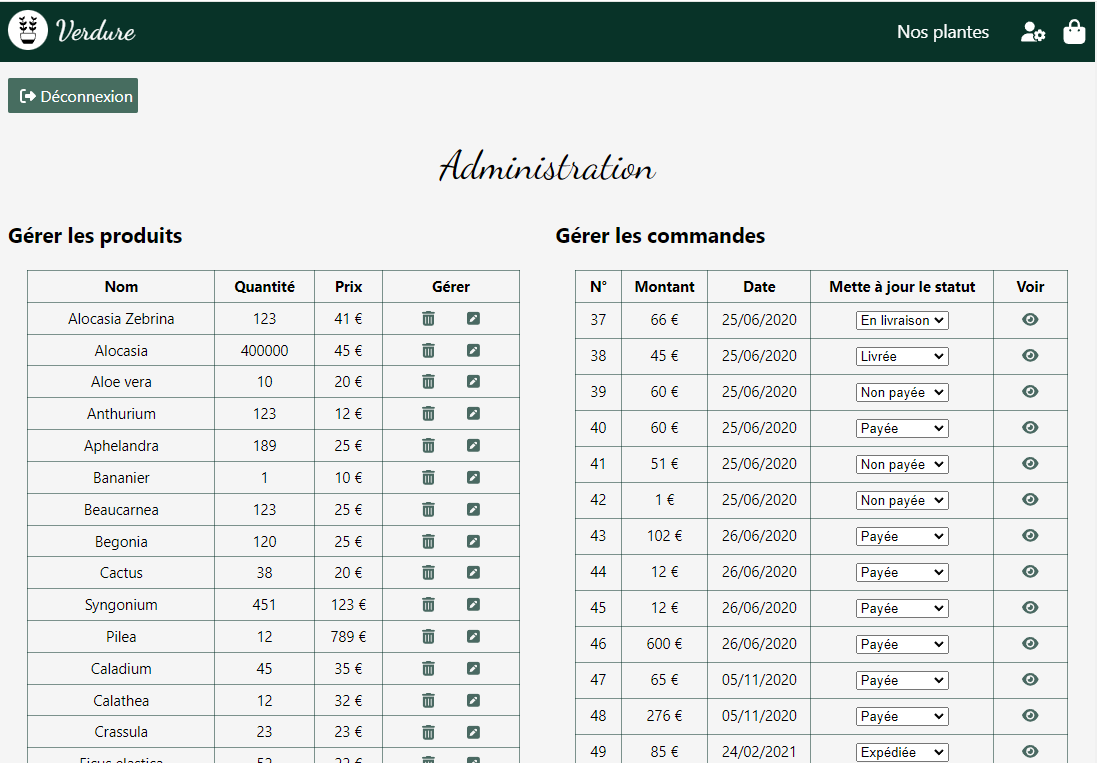 Verdure
Nos plantes
Déconnexion
Administration
Gérer les produits
Nom Quantité Prix Gérer
Alocasia Zebrina 123 41 €
Alocasia 400000 45 €
Aloe vera 10 20 €
Anthurium 123 12 €
Aphelandra 189 25 €
Bananier 1 10 €
Beaucarnea 123 25 €
Begonia 120 25 €
Cactus 38 20 €
Syngonium 451 123 €
Pilea 12 789 €
Caladium 45 35 €
Calathea 12 32 €
Crassula 23 23 €
Ficus elastica
Gérer les commandes
N° Montant Date Mette à jour le statut Voir
37 66 € 25/06/2020 En livraison
38 45 € 25/06/2020 Livrée
39 60 € 25/06/2020 Non payée
40 60 € 25/06/2020 Payée
41 51 € 25/06/2020 Non payée
42 1 € 25/06/2020 Non payée
43 102 € 26/06/2020 Payée
44 12 € 26/06/2020 Payée
45 12 € 26/06/2020 Payée
46 600 € 26/06/2020 Payée
47 65 € 05/11/2020 Payée
48 276 € 05/11/2020 Payée
49 85 € 24/02/2021 Expédiée